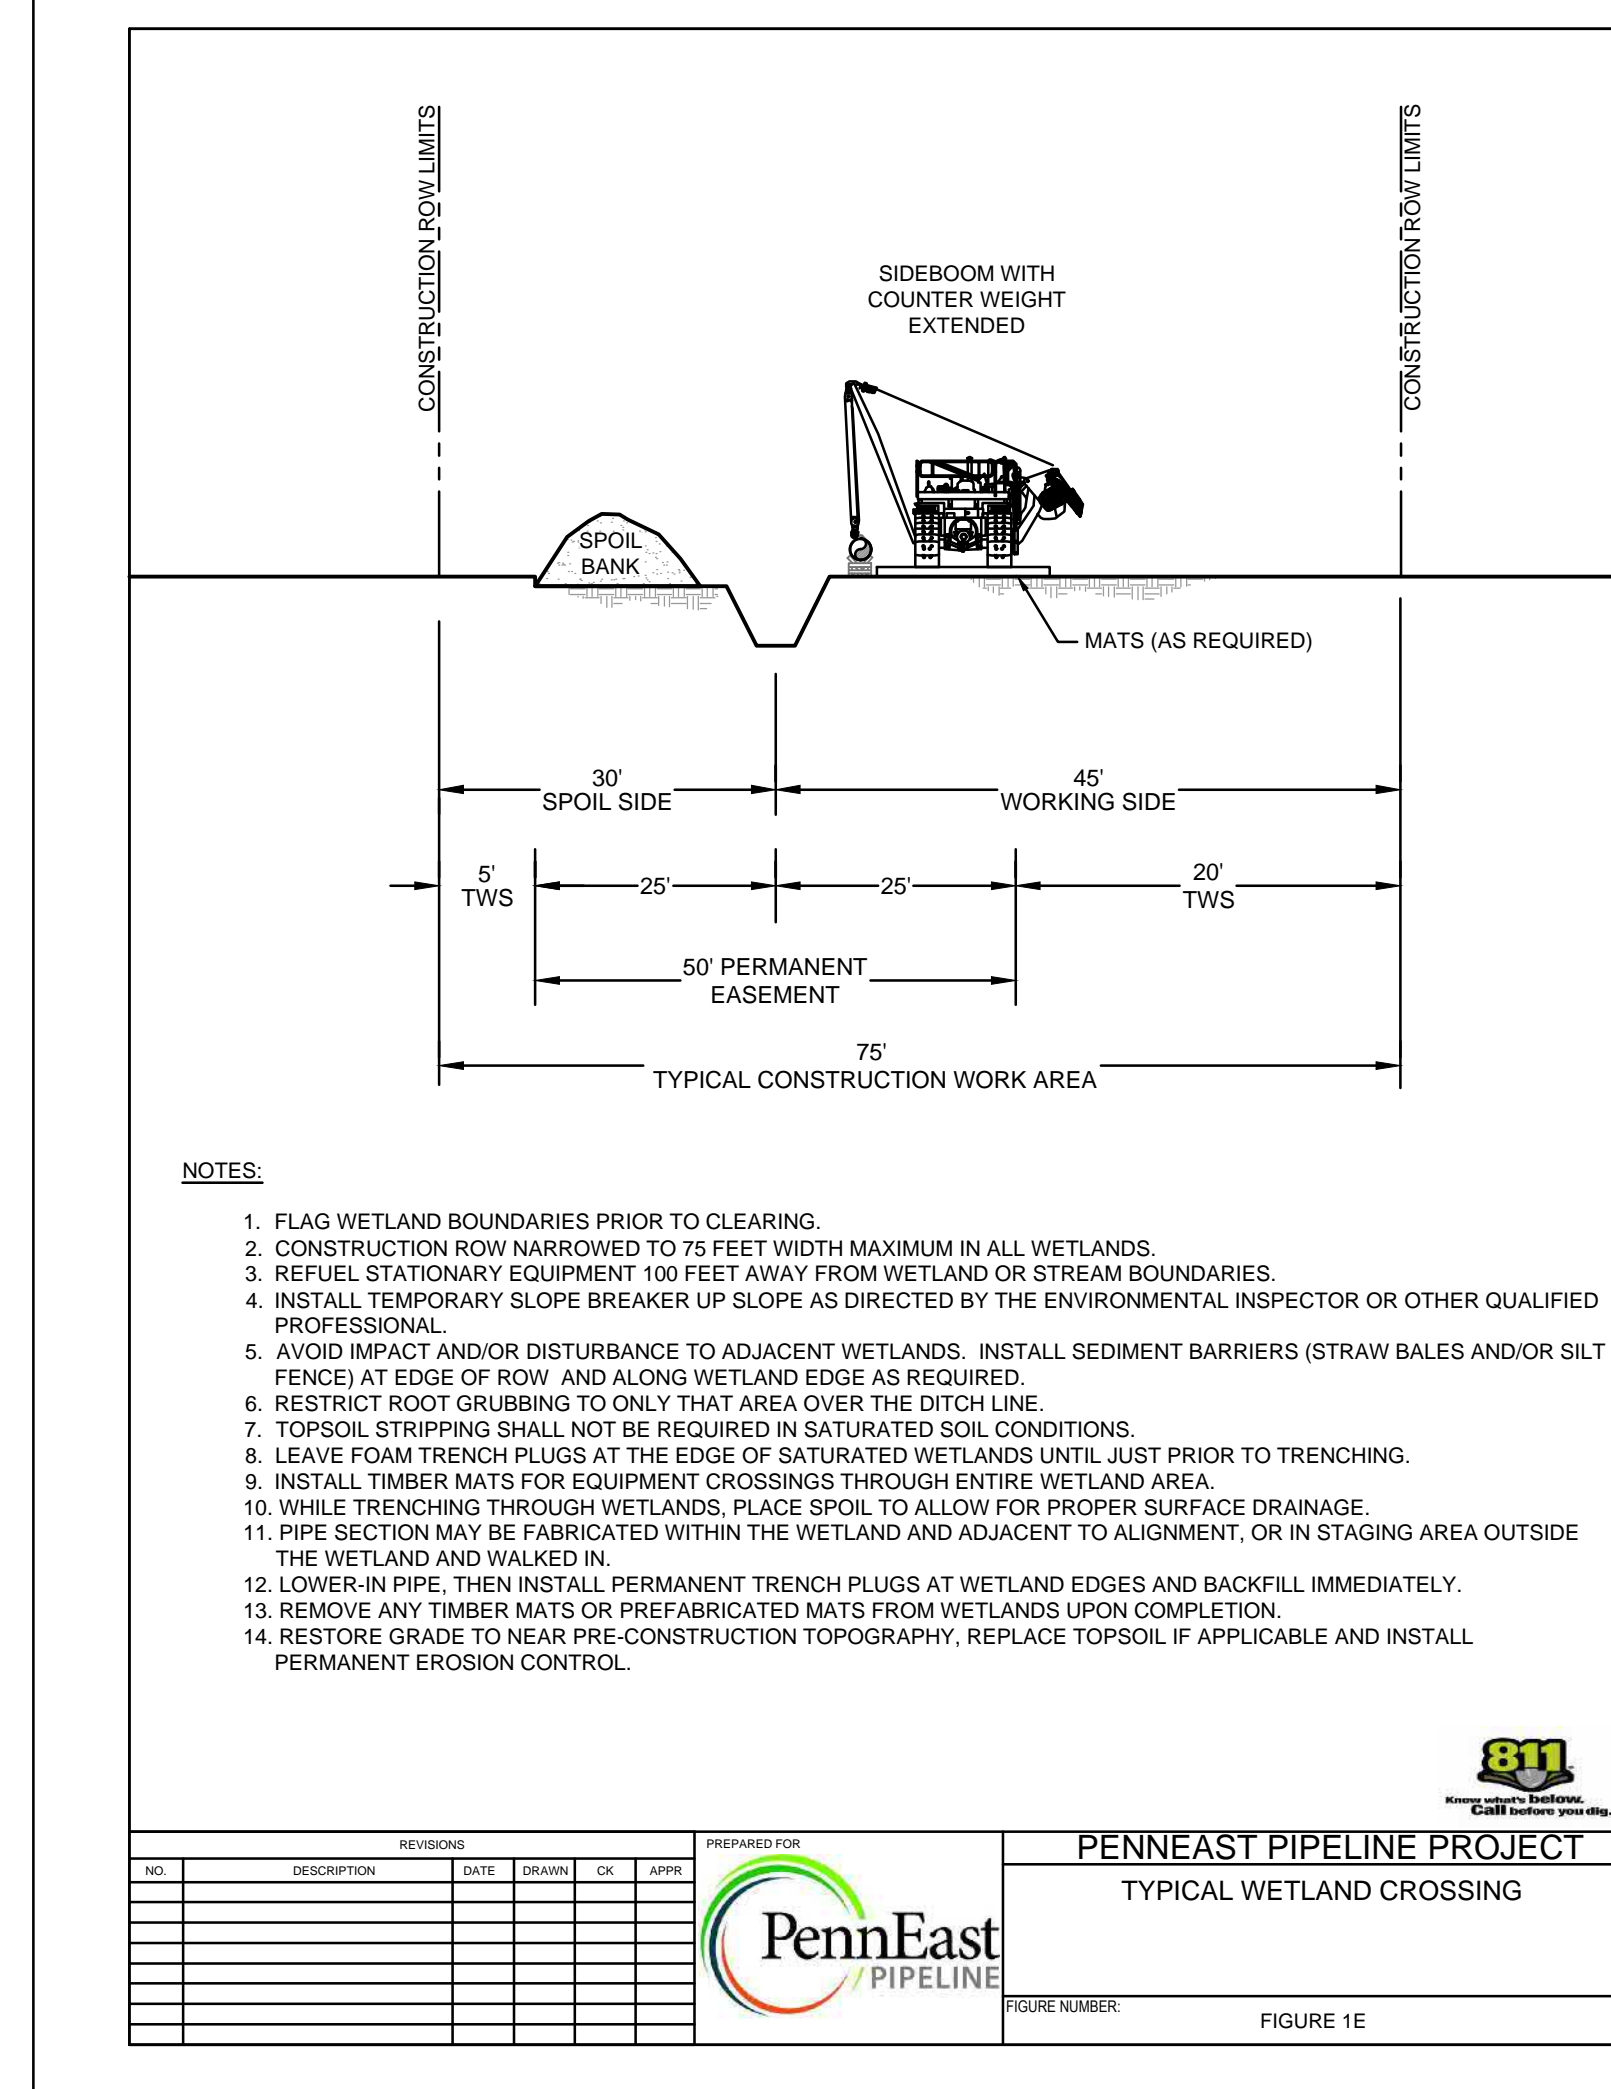 CONSTRUCTION ROW LIMITS
CONSTRUCTION ROW LIMITS
SIDEBOOM WITH
COUNTER WEIGHT
EXTENDED
SPOIL
BANK
MATS (AS REQUIRED)
30'
SPOIL SIDE
45'
WORKING SIDE
5'
TWS
25'
25'
20'
TWS
50' PERMANENT
EASEMENT
75'
TYPICAL CONSTRUCTION WORK AREA
NOTES:
1. FLAG WETLAND BOUNDARIES PRIOR TO CLEARING.
2. CONSTRUCTION ROW NARROWED TO 75 FEET WIDTH MAXIMUM IN ALL WETLANDS.
3. REFUEL STATIONARY EQUIPMENT 100 FEET AWAY FROM WETLAND OR STREAM BOUNDARIES.
4. INSTALL TEMPORARY SLOPE BREAKER UP SLOPE AS DIRECTED BY THE ENVIRONMENTAL INSPECTOR OR OTHER QUALIFIED
PROFESSIONAL.
5. AVOID IMPACT AND/OR DISTURBANCE TO ADJACENT WETLANDS. INSTALL SEDIMENT BARRIERS (STRAW BALES AND/OR SILT
FENCE) AT EDGE OF ROW AND ALONG WETLAND EDGE AS REQUIRED.
6. RESTRICT ROOT GRUBBING TO ONLY THAT AREA OVER THE DITCH LINE.
7. TOPSOIL STRIPPING SHALL NOT BE REQUIRED IN SATURATED SOIL CONDITIONS.
8. LEAVE FOAM TRENCH PLUGS AT THE EDGE OF SATURATED WETLANDS UNTIL JUST PRIOR TO TRENCHING.
9. INSTALL TIMBER MATS FOR EQUIPMENT CROSSINGS THROUGH ENTIRE WETLAND AREA.
10. WHILE TRENCHING THROUGH WETLANDS, PLACE SPOIL TO ALLOW FOR PROPER SURFACE DRAINAGE.
11. PIPE SECTION MAY BE FABRICATED WITHIN THE WETLAND AND ADJACENT TO ALIGNMENT, OR IN STAGING AREA OUTSIDE
THE WETLAND AND WALKED IN.
12. LOWER-IN PIPE, THEN INSTALL PERMANENT TRENCH PLUGS AT WETLAND EDGES AND BACKFILL IMMEDIATELY.
13. REMOVE ANY TIMBER MATS OR PREFABRICATED MATS FROM WETLANDS UPON COMPLETION.
14. RESTORE GRADE TO NEAR PRE-CONSTRUCTION TOPOGRAPHY, REPLACE TOPSOIL IF APPLICABLE AND INSTALL
PERMANENT EROSION CONTROL.
811
Know what's below.
Call before you dig.
REVISIONS
NO. DESCRIPTION DATE DRAWN CK APPR
PREPARED FOR
PennEast
PIPELINE
PENNEAST PIPELINE PROJECT
TYPICAL WETLAND CROSSING
FIGURE NUMBER:
FIGURE 1E